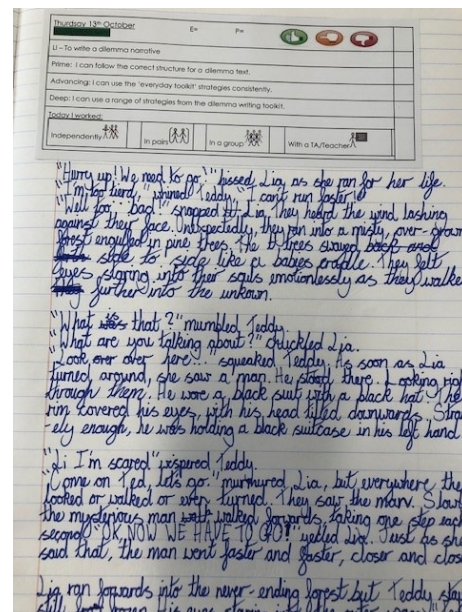 Thurdsay 13th October
E= P=
LI – To write a dilemma narrative
Prime: I can follow the correct structure for a dilemma text.
Advancing: I can use the 'everyday toolkit' strategies consistently.
Deep: I can use a range of strategies from the dilemma writing toolkit.
Today I worked:
Independently In pairs In a group With a TA/Teacher
"Hurry up! We need to go!" hissed Lia, as she ran for her life.
"I'm too tierd," whined Teddy, "I can't run faster!"
"Well too... bad!" snapped Lia. They heard the wind lashing
against they face. Unexpectedly, they ran into a misty, over-grown
forest engulfed in pine trees. The trees swayed
side to side like a babies cradle. They felt
eyes staring into their souls emotionlessly as they walked
further into the unkown.
"What was that?" mumbled Teddy.
"What are you talking about?" chuckled Lia.
"Look, over here..." squeaked Teddy. As soon as Lia
turned around, she saw a man. He stood there. Looking rig
through them. He wore a black suit with a black hat. The
rim covered his eyes, with his head tilted downwards. Stran
-ely enough, he was holding a black suitcase in his left hand
"Li I'm scared" wispered Teddy.
"Come on Ted, let's go." murmured Lia, but everywhere the
looked or walked or even turned. They saw the man. Slow
the mysterious man walked forwards, taking one step each
second. "OK NOW WE HAVE TO GO!" yelled Lia. Just as she
said that, the man went faster and faster, closer and close
Lia ran forwards into the never-ending forest but Teddy stay